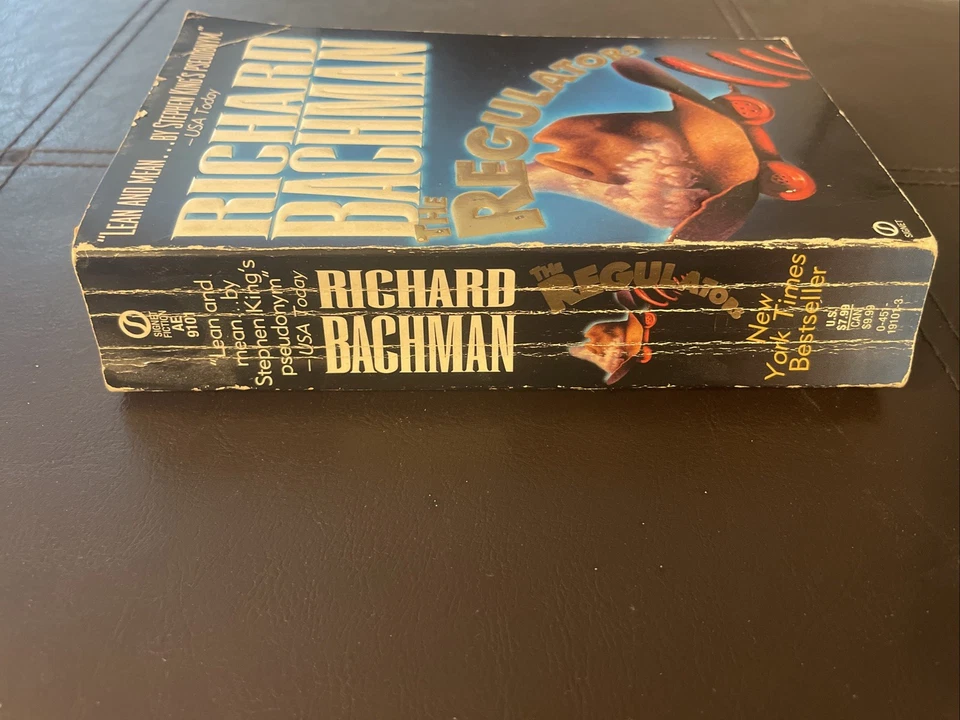 "LEAN AND MEAN...BY STEPHEN KING'S PSEUDONYM."
—USA Today
RICHARD
BACHMAN
THE
REGULATORS
SIGNET
SIGNET
FICTION
AE
9101
"Lean and
mean...by
Stephen King's
pseudonym"
—USA Today
RICHARD
BACHMAN
THE
REGULATORS
New
York Times
Bestseller
U.S.
$7.99
CAN.
$9.99
0-451-
19101-3